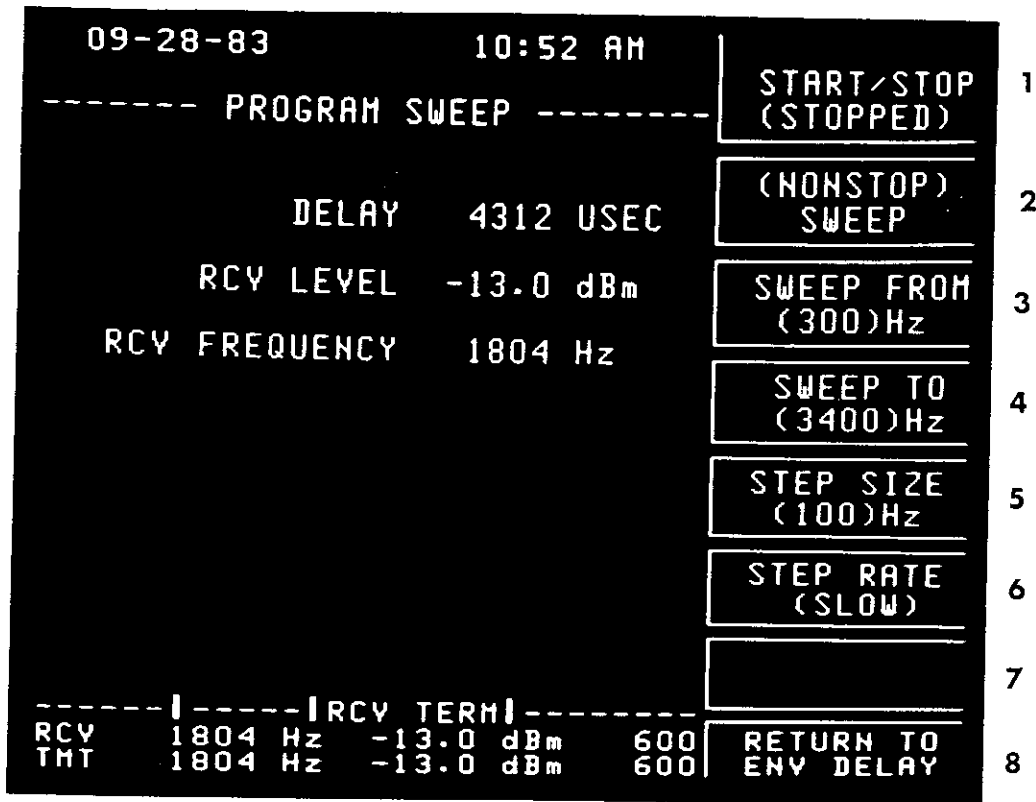 09-28-83 10:52 AM
------- PROGRAM SWEEP --------
DELAY 4312 USEC
RCV LEVEL -13.0 dBm
RCV FREQUENCY 1804 Hz
------|-----|RCV TERM|--------
RCV 1804 Hz -13.0 dBm 600
TMT 1804 Hz -13.0 dBm 600
START/STOP
(STOPPED)
1
(NONSTOP)
SWEEP
2
SWEEP FROM
(300)Hz
3
SWEEP TO
(3400)Hz
4
STEP SIZE
(100)Hz
5
STEP RATE
(SLOW)
6
7
RETURN TO
ENV DELAY
8